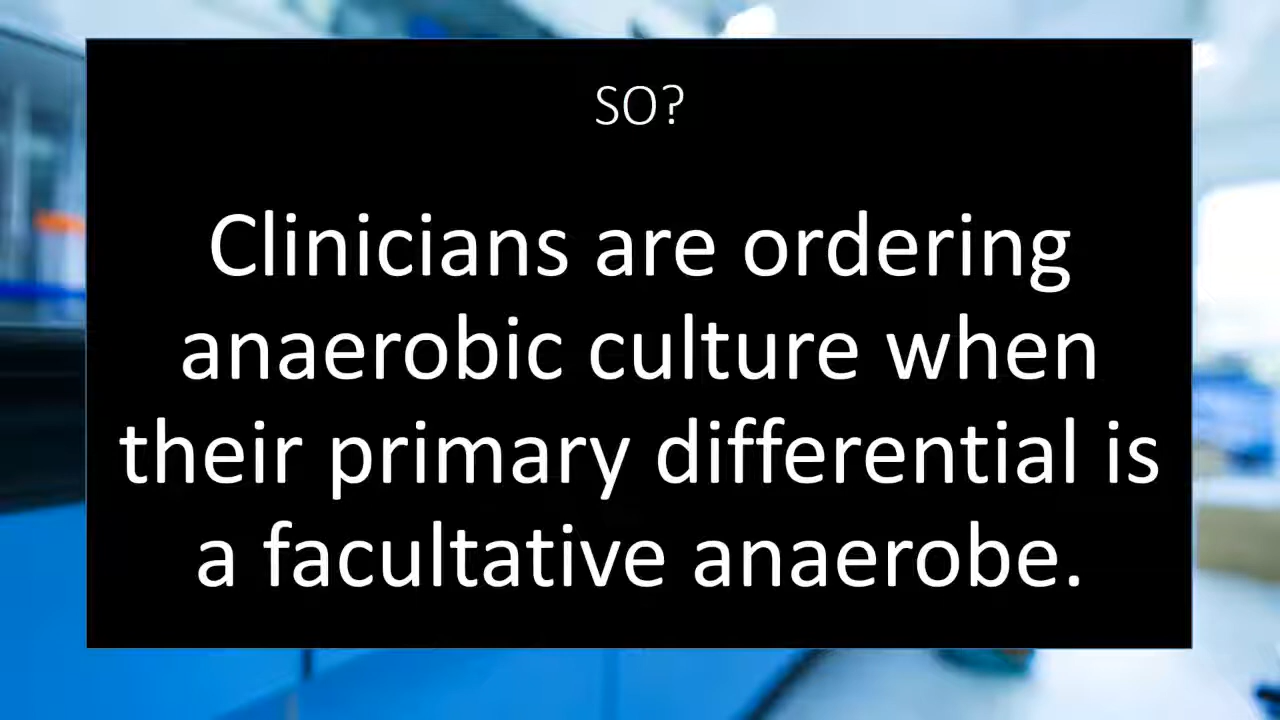 SO?
Clinicians are ordering
anaerobic culture when
their primary differential is
a facultative anaerobe.